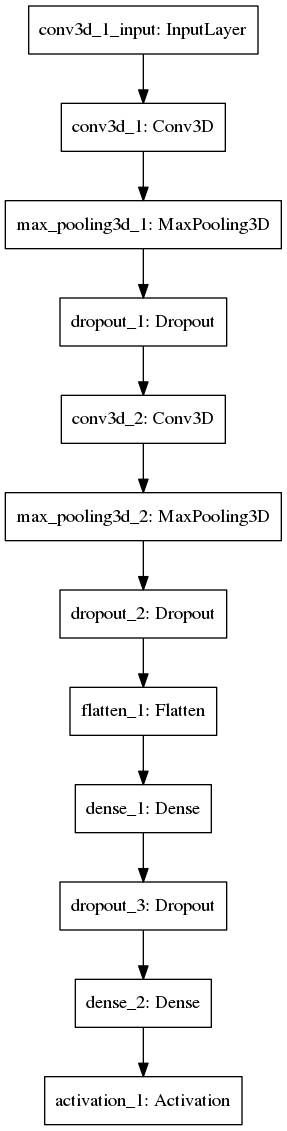 conv3d_1_input: InputLayer
conv3d_1: Conv3D
max_pooling3d_1: MaxPooling3D
dropout_1: Dropout
conv3d_2: Conv3D
max_pooling3d_2: MaxPooling3D
dropout_2: Dropout
flatten_1: Flatten
dense_1: Dense
dropout_3: Dropout
dense_2: Dense
activation_1: Activation